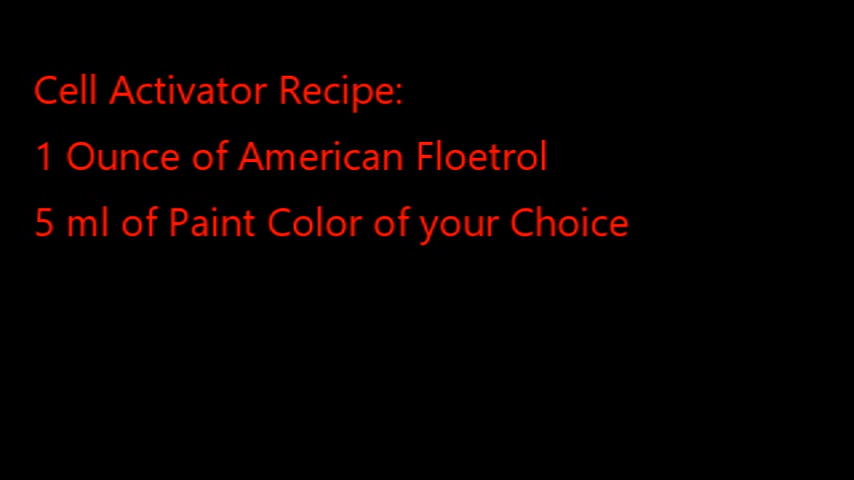 Cell Activator Recipe:
1 Ounce of American Floetrol
5 ml of Paint Color of your Choice